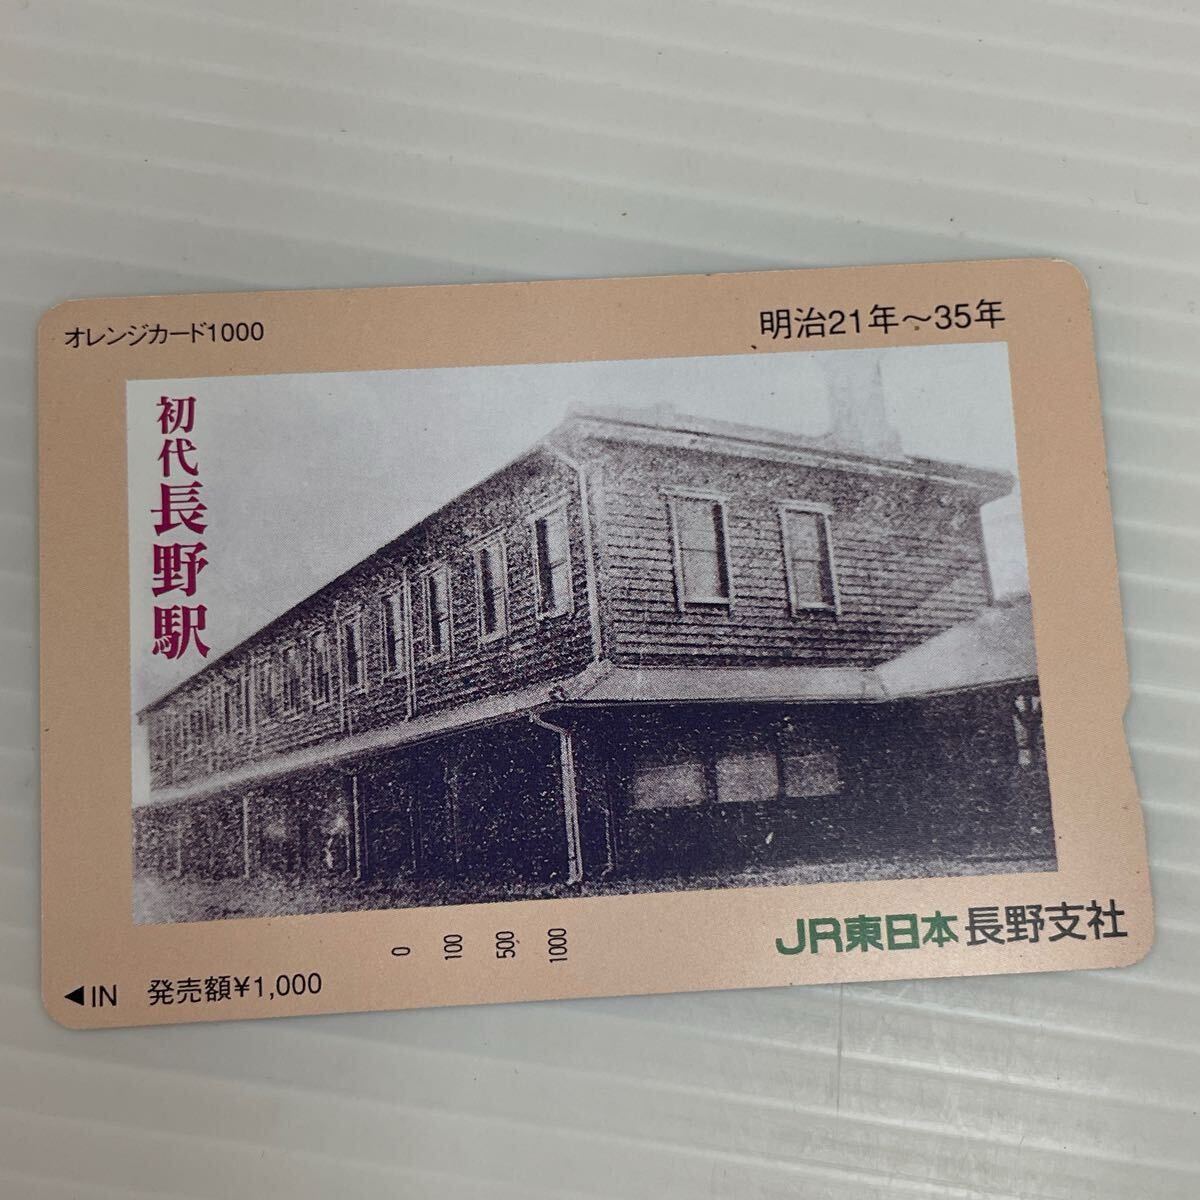 オレンジカード1000
明治21年～35年
初代長野駅
0 100 500 1000
JR東日本 長野支社
◀IN 発売額¥1,000